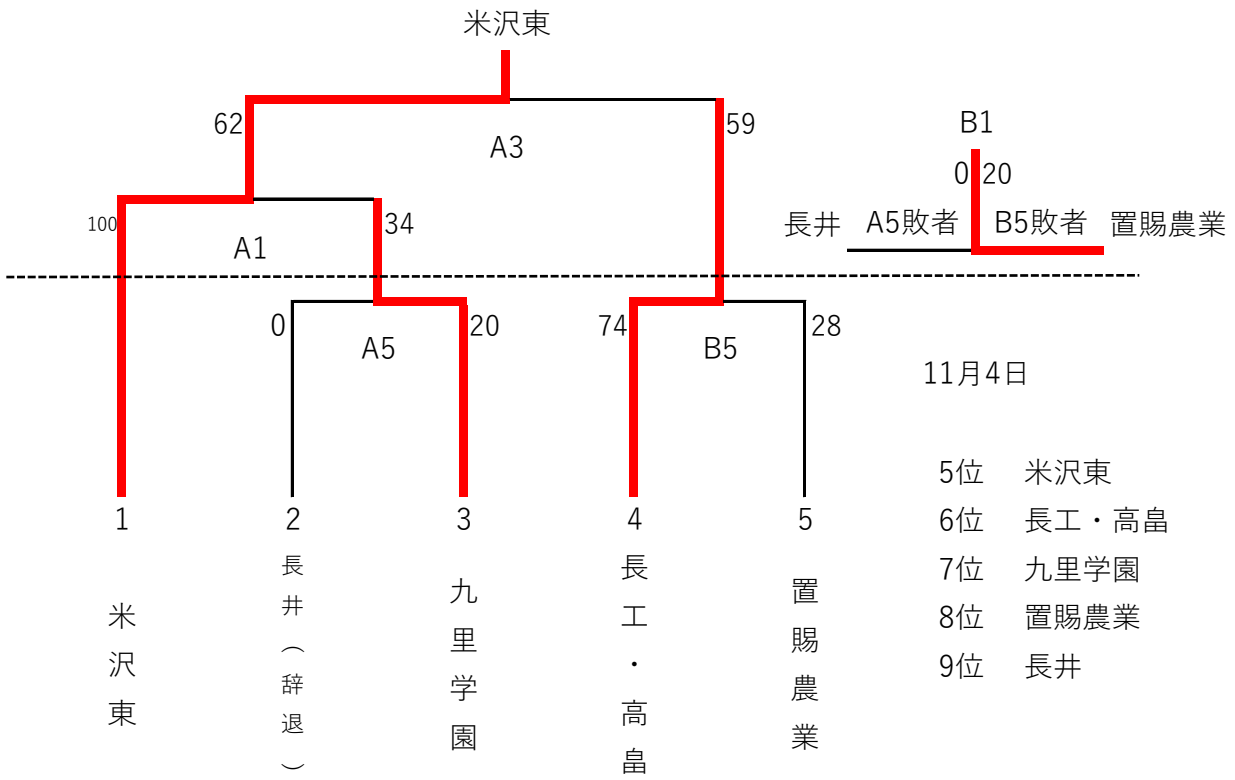 米沢東
62
A3
59
B1
0
20
100
34
A1
長井
A5敗者
B5敗者
置賜農業
0
A5
20
74
B5
28
11月4日
5位 米沢東
6位 長工・高畠
7位 九里学園
8位 置賜農業
9位 長井
1
2
3
4
5
米沢東
長井(辞退)
九里学園
長工・高畠
置賜農業